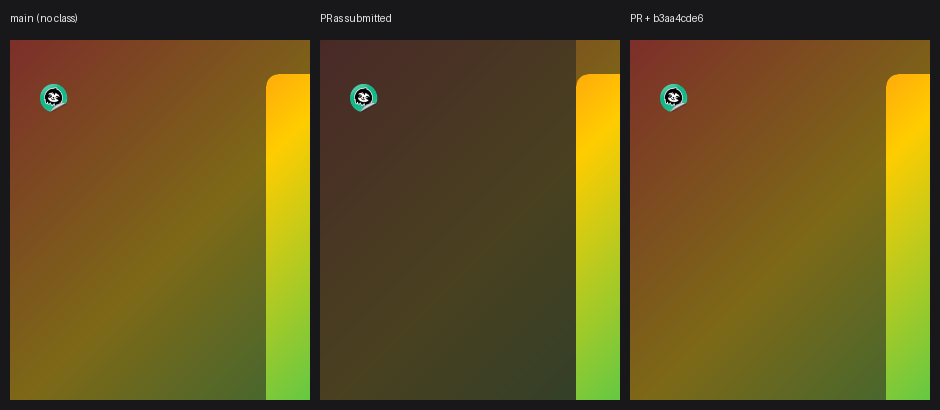 main (no class)
PR as submitted
PR + b3aa4cde6